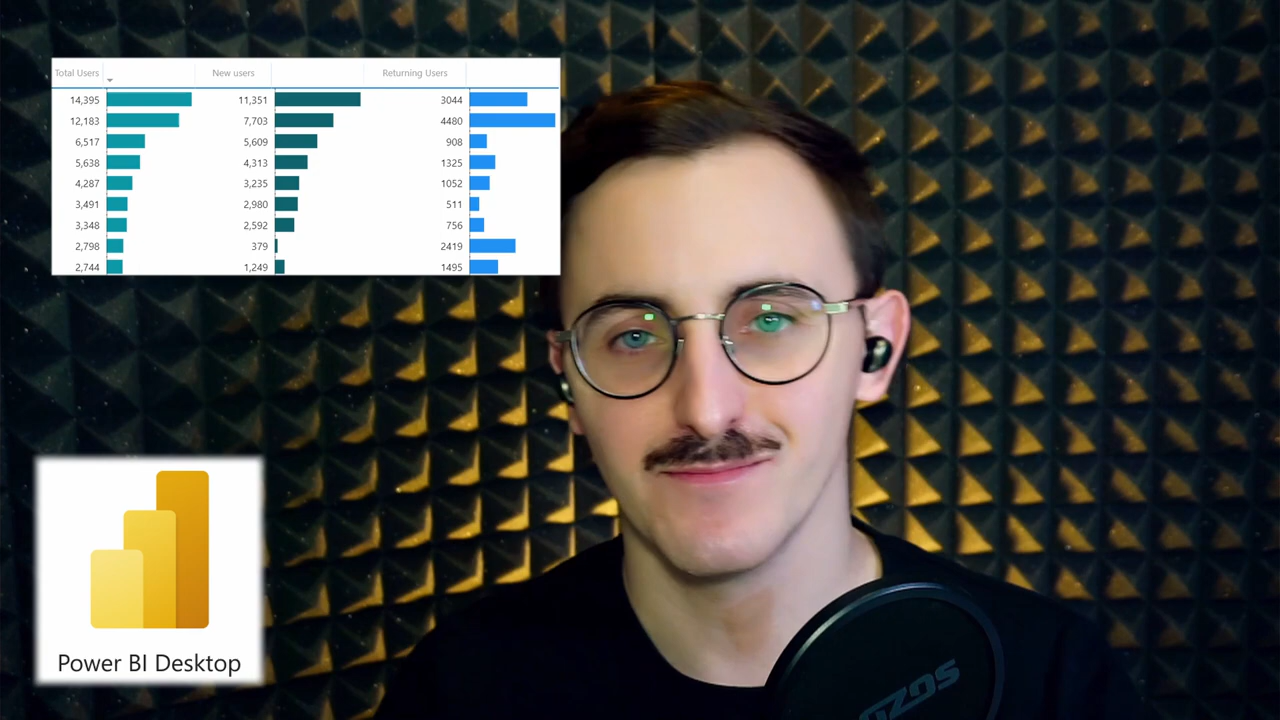 Total Users New users Returning Users
14,395 11,351 3044
12,183 7,703 4480
6,517 5,609 908
5,638 4,313 1325
4,287 3,235 1052
3,491 2,980 511
3,348 2,592 756
2,798 379 2419
2,744 1,249 1495
Power BI Desktop